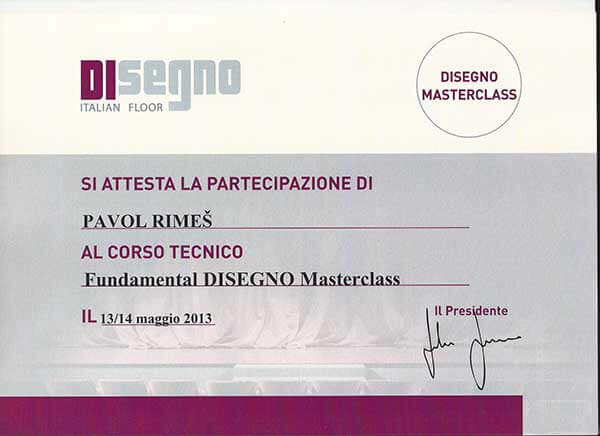 DIsegno
ITALIAN FLOOR
DISEGNO
MASTERCLASS
SI ATTESTA LA PARTECIPAZIONE DI
PAVOL RIMEŠ
AL CORSO TECNICO
Fundamental DISEGNO Masterclass
IL 13/14 maggio 2013
Il Presidente